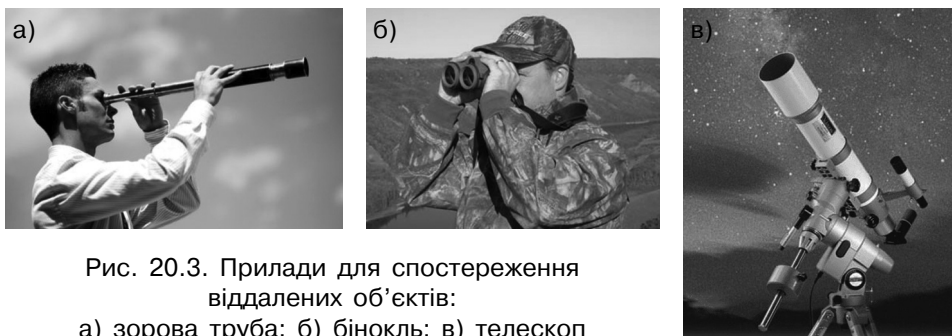 а)
б)
в)
Рис. 20.3. Прилади для спостереження
віддалених об’єктів:
а) зорова труба; б) бінокль; в) телескоп